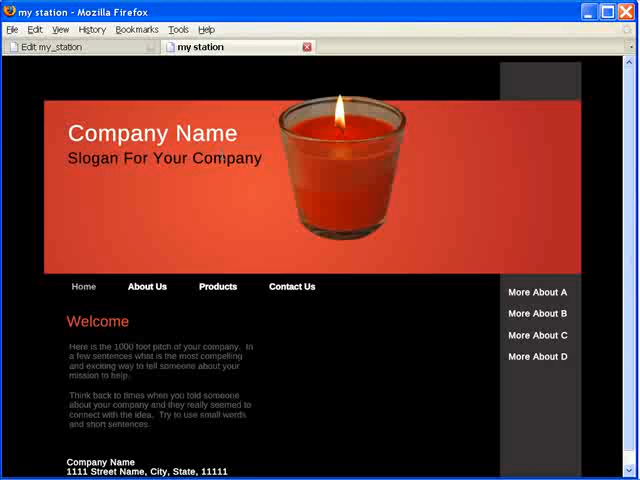 my station - Mozilla Firefox
File Edit View History Bookmarks Tools Help
Edit my_station
my station
Company Name
Slogan For Your Company
Home About Us Products Contact Us
More About A
More About B
More About C
More About D
Welcome
Here is the 1000 foot pitch of your company. In
a few sentences what is the most compelling
and exciting way to tell someone about your
mission to help.
Think back to times when you told someone
about your company and they really seemed to
connect with the idea. Try to use small words
and short sentences.
Company Name
1111 Street Name, City, State, 11111